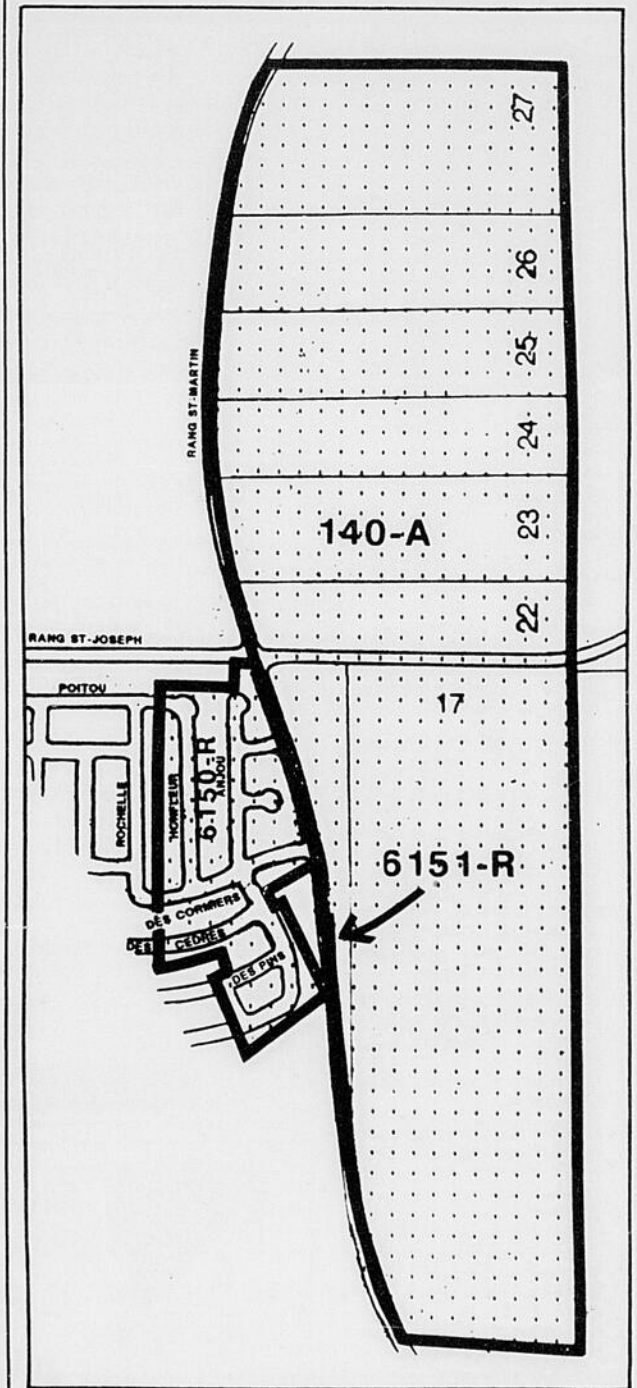 27
26
25
RANG ST-MARTIN
24
23
140-A
22
RANG ST-JOSEPH
POITOU
17
6150-R
ANJOU
HONFLEUR
ROCHELLE
6151-R
DES CORMIERS
DES CÈDRES
DES PINS